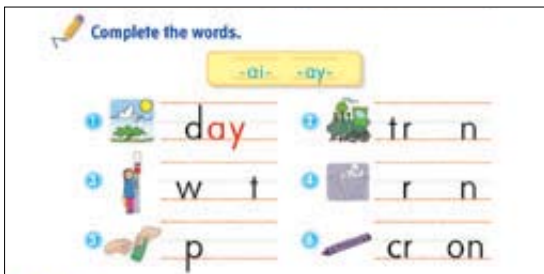 Complete the words.
-ai- -ay-
1 day 2 tr n
3 w t 4 r n
5 p 6 cr on